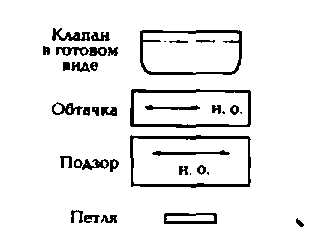 Клапан
в готовом
виде
Обтачка
н. о.
Подзор
н. о.
Петля